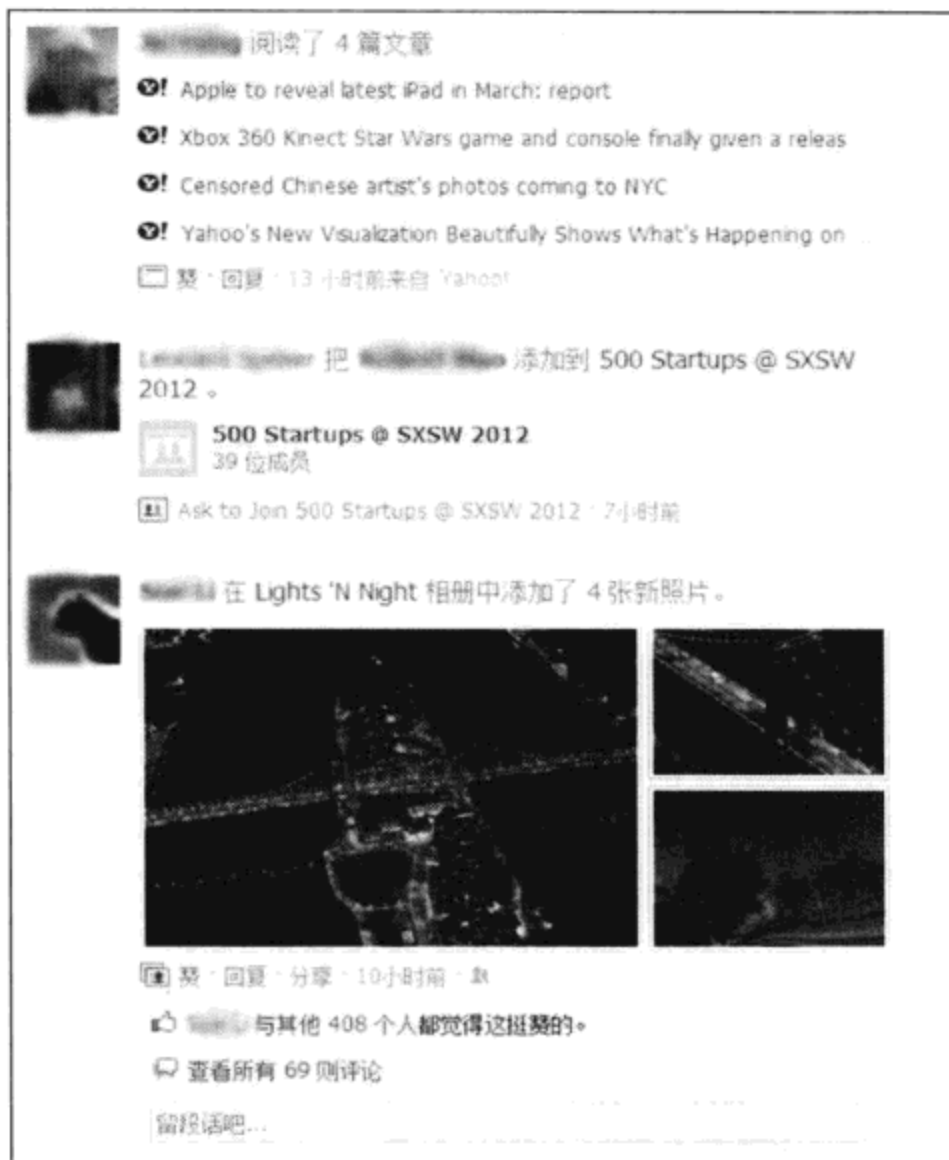 阅读了 4 篇文章
Y! Apple to reveal latest iPad in March: report
Y! Xbox 360 Kinect Star Wars game and console finally given a releas
Y! Censored Chinese artist's photos coming to NYC
Y! Yahoo's New Visualization Beautifully Shows What's Happening on ...
赞 · 回复 · 13 小时前来自 Yahoo!
把 添加到 500 Startups @ SXSW
2012 。
500 Startups @ SXSW 2012
39 位成员
Ask to Join 500 Startups @ SXSW 2012 · 7小时前
在 Lights 'N Night 相册中添加了 4 张新照片。
赞 · 回复 · 分享 · 10小时前 ·
与其他 408 个人都觉得这挺赞的。
查看所有 69 则评论
留段话吧...